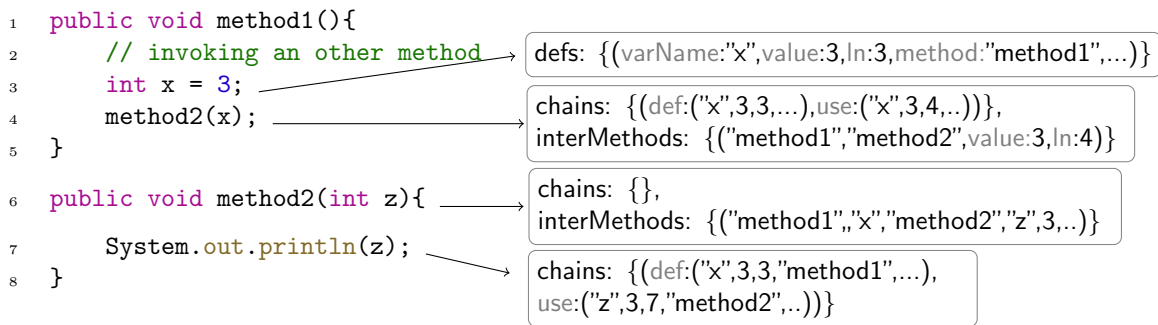 1 public void method1(){
2 // invoking an other method
defs: {(varName:"x",value:3,ln:3,method:"method1",...)}
3 int x = 3;
4 method2(x);
chains: {(def:("x",3,3,...),use:("x",3,4,..))},
interMethods: {("method1","method2",value:3,ln:4)}
5 }
6 public void method2(int z){
chains: {},
interMethods: {("method1",,"x","method2","z",3,..)}
7 System.out.println(z);
8 }
chains: {(def:("x",3,3,"method1",...),
use:("z",3,7,"method2",..))}